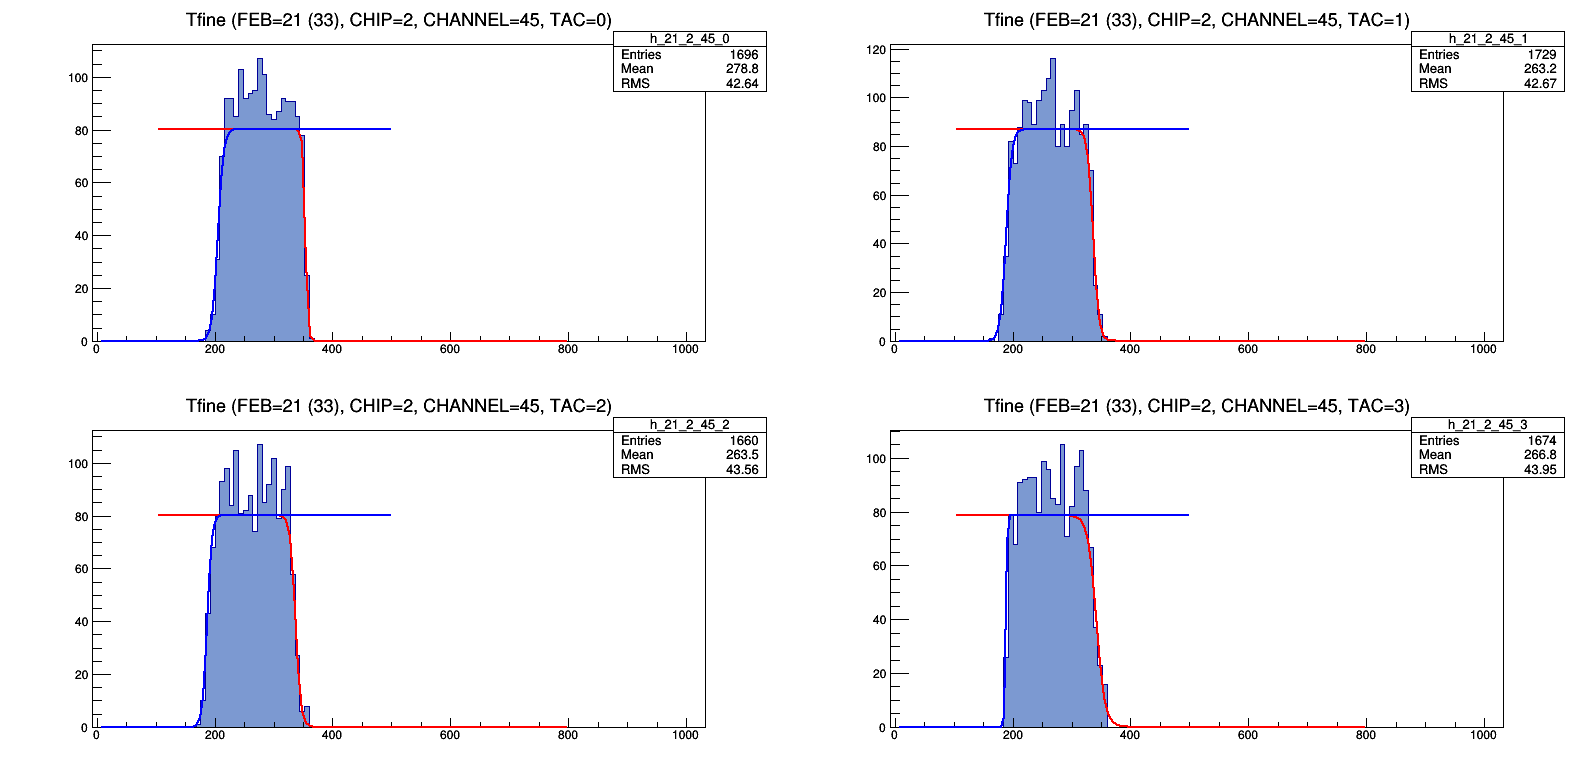 Tfine (FEB=21 (33), CHIP=2, CHANNEL=45, TAC=0)
h_21_2_45_0
Entries 1696
Mean 278.8
RMS 42.64
100
80
60
40
20
0
0 200 400 600 800 1000
Tfine (FEB=21 (33), CHIP=2, CHANNEL=45, TAC=1)
h_21_2_45_1
Entries 1729
Mean 263.2
RMS 42.67
120
100
80
60
40
20
0
0 200 400 600 800 1000
Tfine (FEB=21 (33), CHIP=2, CHANNEL=45, TAC=2)
h_21_2_45_2
Entries 1660
Mean 263.5
RMS 43.56
100
80
60
40
20
0
0 200 400 600 800 1000
Tfine (FEB=21 (33), CHIP=2, CHANNEL=45, TAC=3)
h_21_2_45_3
Entries 1674
Mean 266.8
RMS 43.95
100
80
60
40
20
0
0 200 400 600 800 1000